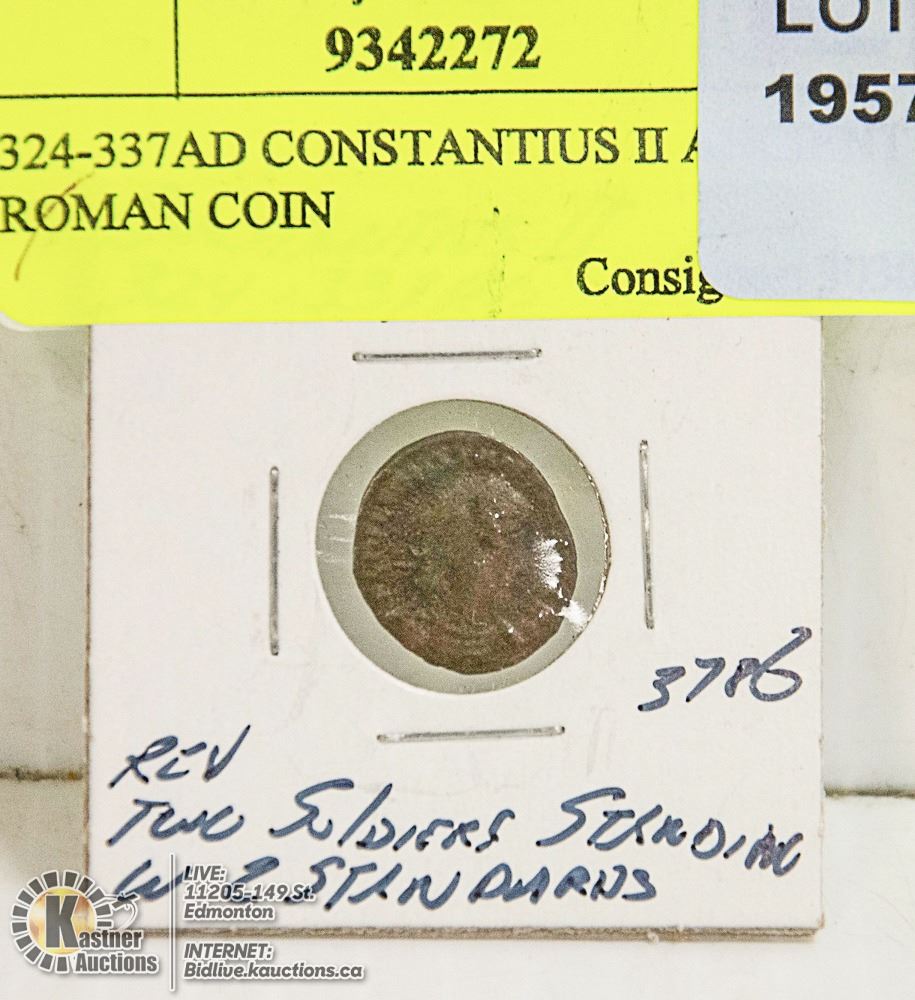 LOT
9342272
1957
324-337AD CONSTANTIUS II A
ROMAN COIN
Consig
3786
REV
TWO SOLDIERS STANDING
W 2 STANDARDS
LIVE:
11205-149 St.
Edmonton
INTERNET:
Bidlive.kauctions.ca
K
Kastner
Auctions